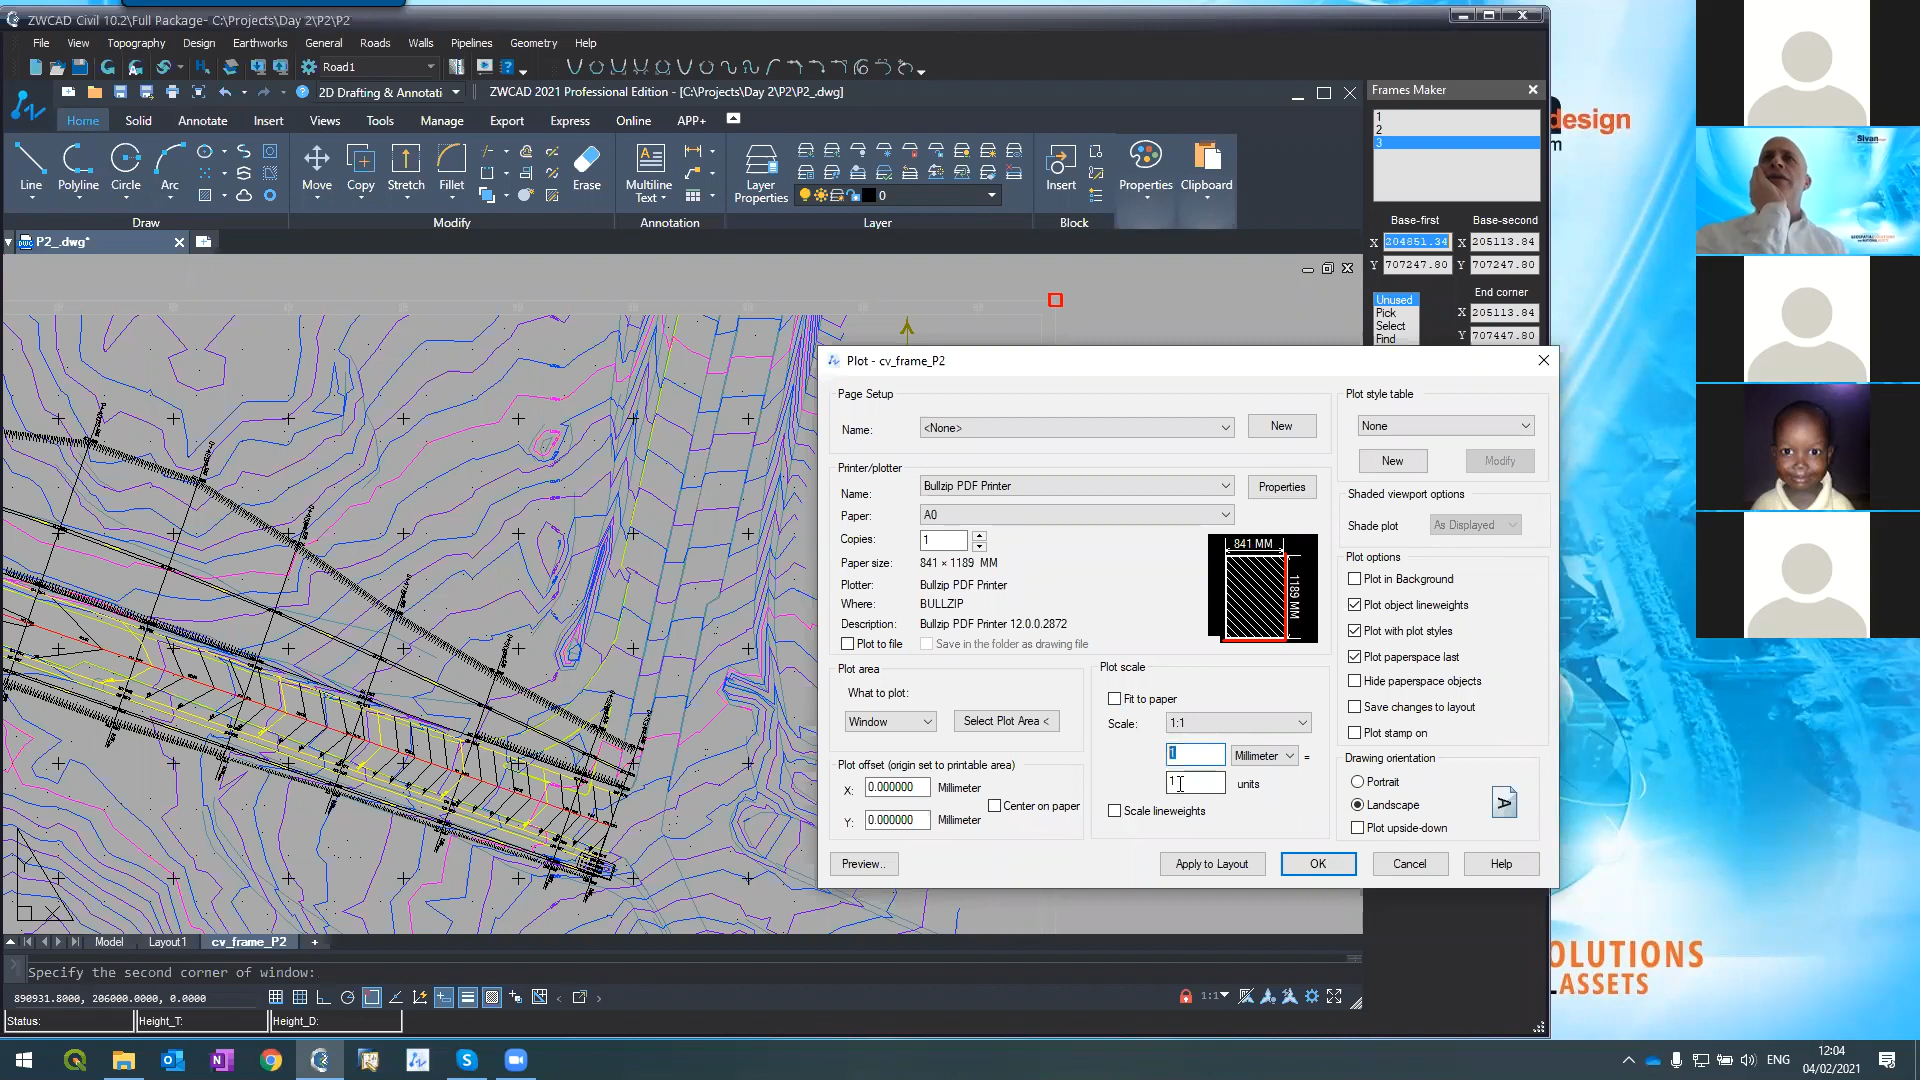 ZWCAD Civil 10.2\Full Package- C:\Projects\Day 2\P2\P2
File View Topography Design Earthworks General Roads Walls Pipelines Geometry Help
Road1
2D Drafting & Annotati
ZWCAD 2021 Professional Edition - [C:\Projects\Day 2\P2\P2_.dwg]
Home Solid Annotate Insert Views Tools Manage Export Express Online APP+
Line Polyline Circle Arc Move Copy Stretch Fillet Erase Multiline Text Layer Properties 0 Insert Properties Clipboard
Draw Modify Annotation Layer Block
P2_.dwg*
Frames Maker
1
2
3
Base-first Base-second
X 204851.34 X 205113.84
Y 707247.80 Y 707247.80
End corner
Unused
Pick
Select
Find
X 205113.84
Y 707447.80
design
m
Sivan
Plot - cv_frame_P2
Page Setup
Name: <None> New
Printer/plotter
Name: Bullzip PDF Printer Properties
Paper: A0
Copies: 1
Paper size: 841 × 1189 MM
Plotter: Bullzip PDF Printer
Where: BULLZIP
Description: Bullzip PDF Printer 12.0.0.2872
Plot to file Save in the folder as drawing file
841 MM
1189 MM
Plot area
What to plot:
Window Select Plot Area <
Plot offset (origin set to printable area)
X: 0.000000 Millimeter
Center on paper
Y: 0.000000 Millimeter
Plot scale
Fit to paper
Scale: 1:1
1 Millimeter =
1 units
Scale lineweights
Plot style table
None
New Modify
Shaded viewport options
Shade plot As Displayed
Plot options
Plot in Background
Plot object lineweights
Plot with plot styles
Plot paperspace last
Hide paperspace objects
Save changes to layout
Plot stamp on
Drawing orientation
Portrait
Landscape
Plot upside-down
A
Preview.. Apply to Layout OK Cancel Help
Model Layout1 cv_frame_P2 +
Specify the second corner of window:
890931.8000, 206000.0000, 0.0000
1:1
Status: Height_T: Height_D:
OLUTIONS
ASSETS
ENG
12:04
04/02/2021